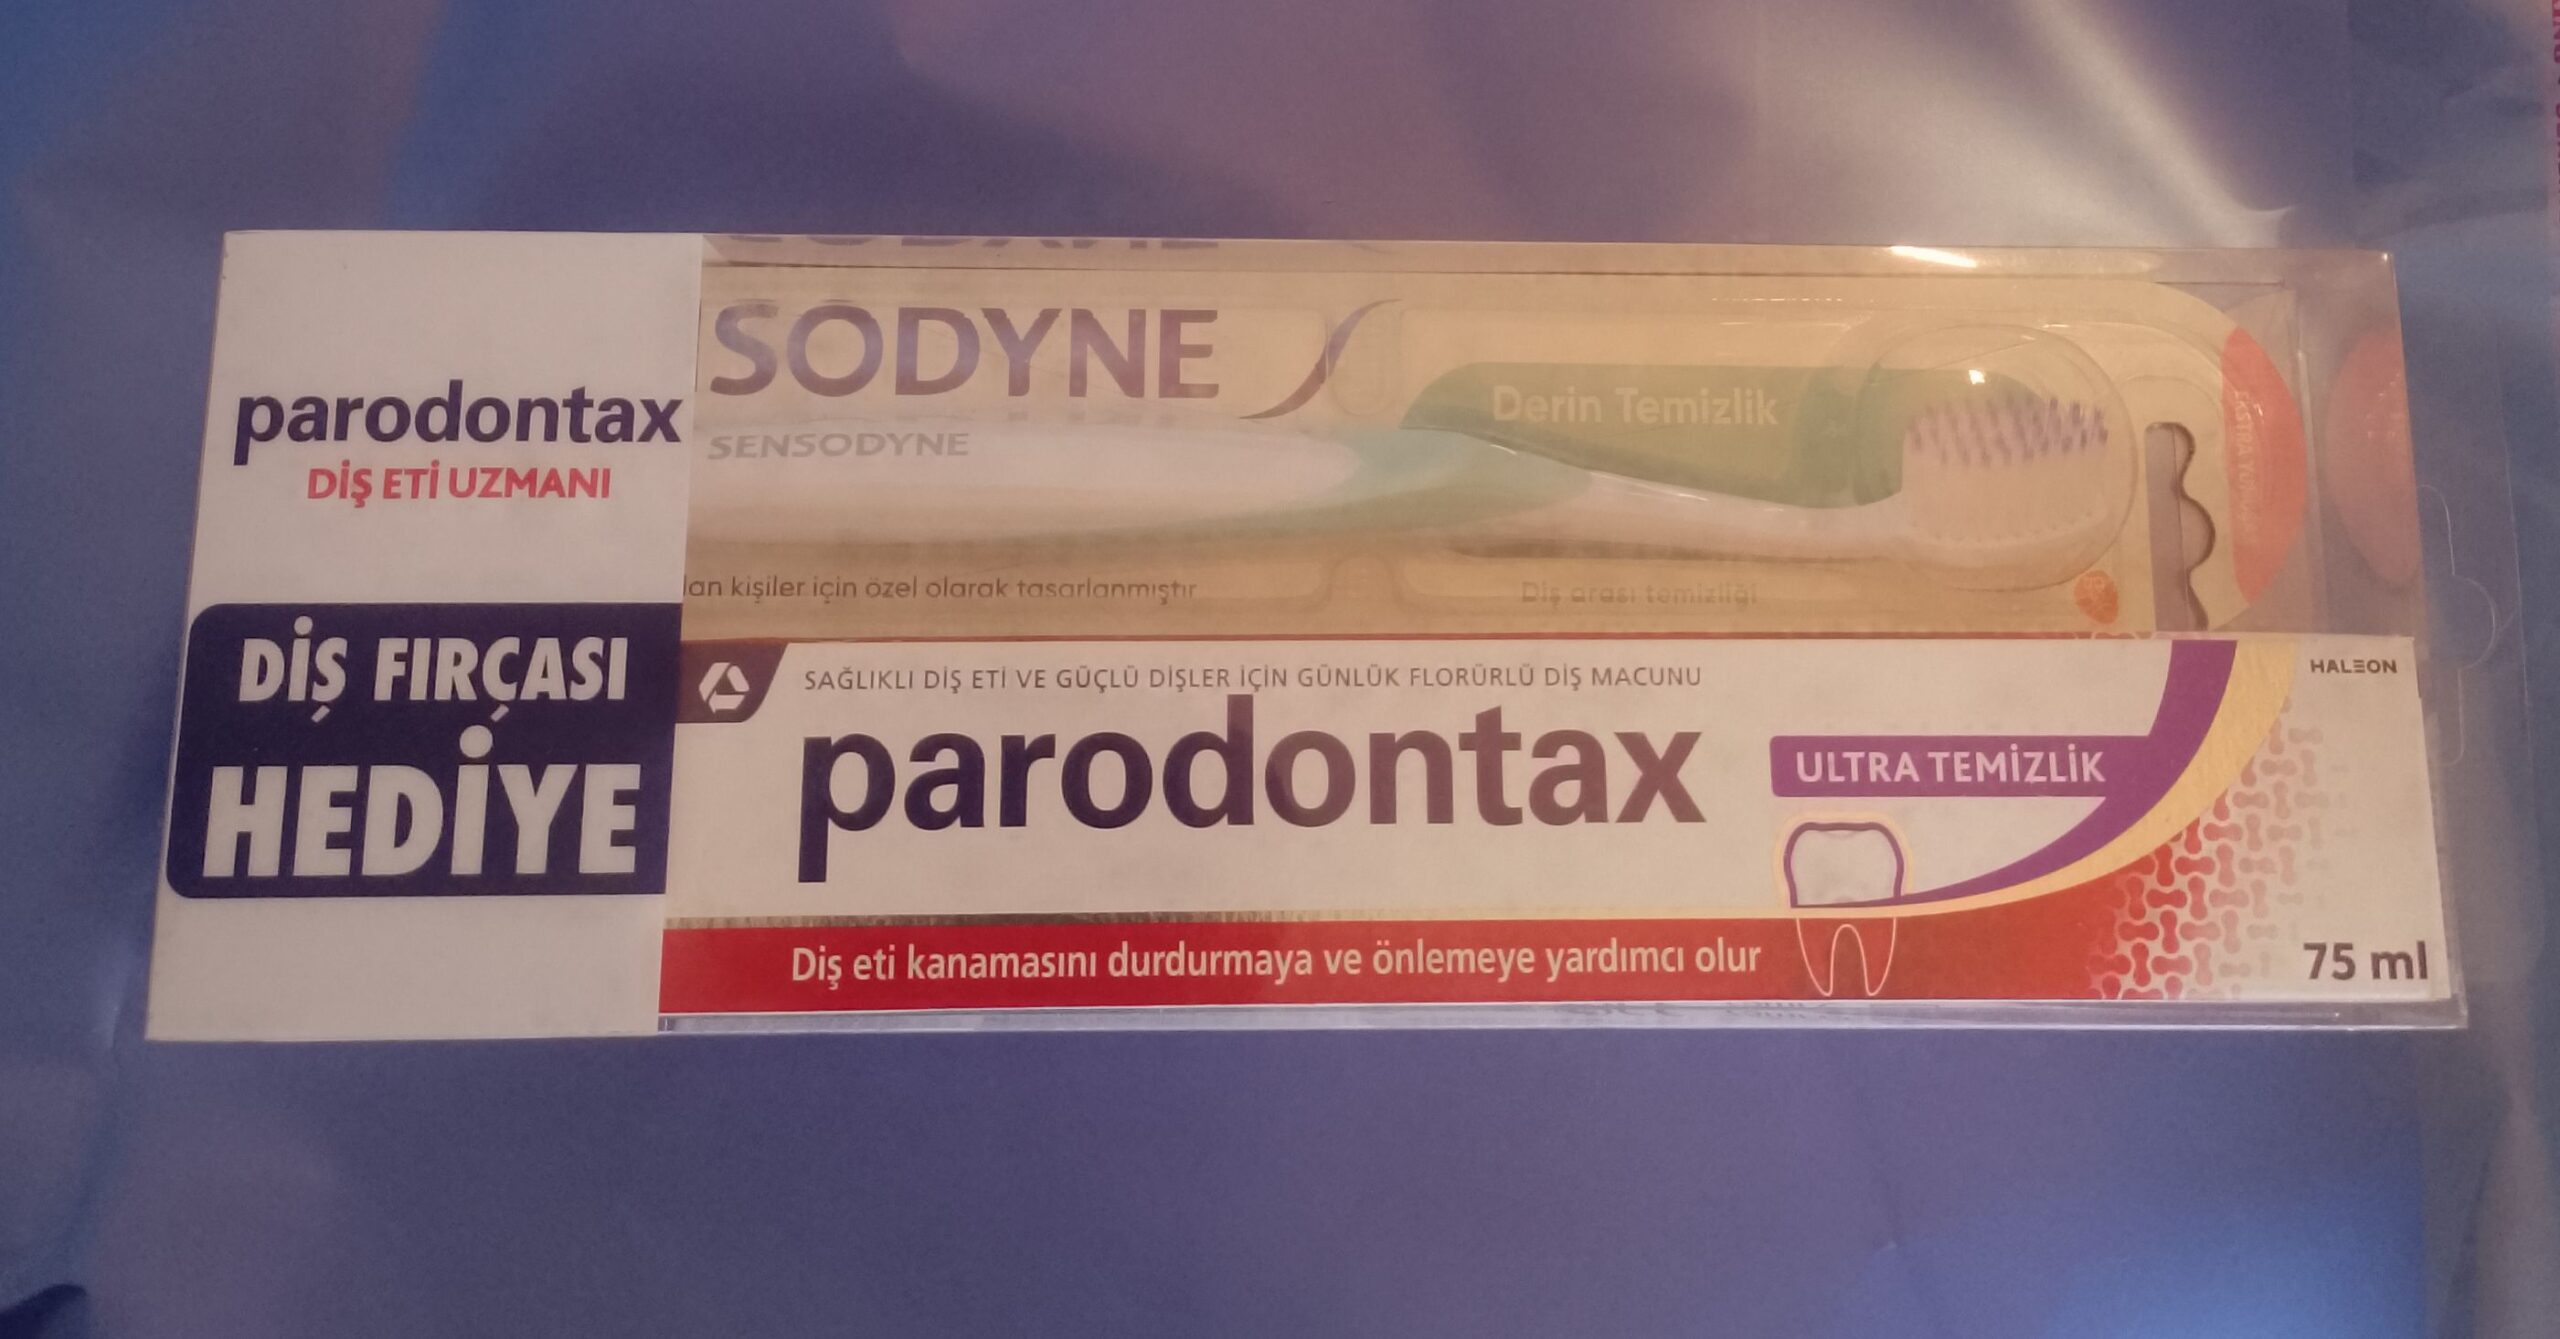 parodontax
DİŞ ETİ UZMANI
DİŞ FIRÇASI
HEDİYE
SODYNE
Derin Temizlik
SENSODYNE
kişiler için özel olarak tasarlanmıştır
Diş arası temizliği
SAĞLIKLI DİŞ ETİ VE GÜÇLÜ DİŞLER İÇİN GÜNLÜK FLORÜRLÜ DİŞ MACUNU
HALEON
parodontax
ULTRA TEMİZLİK
Diş eti kanamasını durdurmaya ve önlemeye yardımcı olur
75 ml